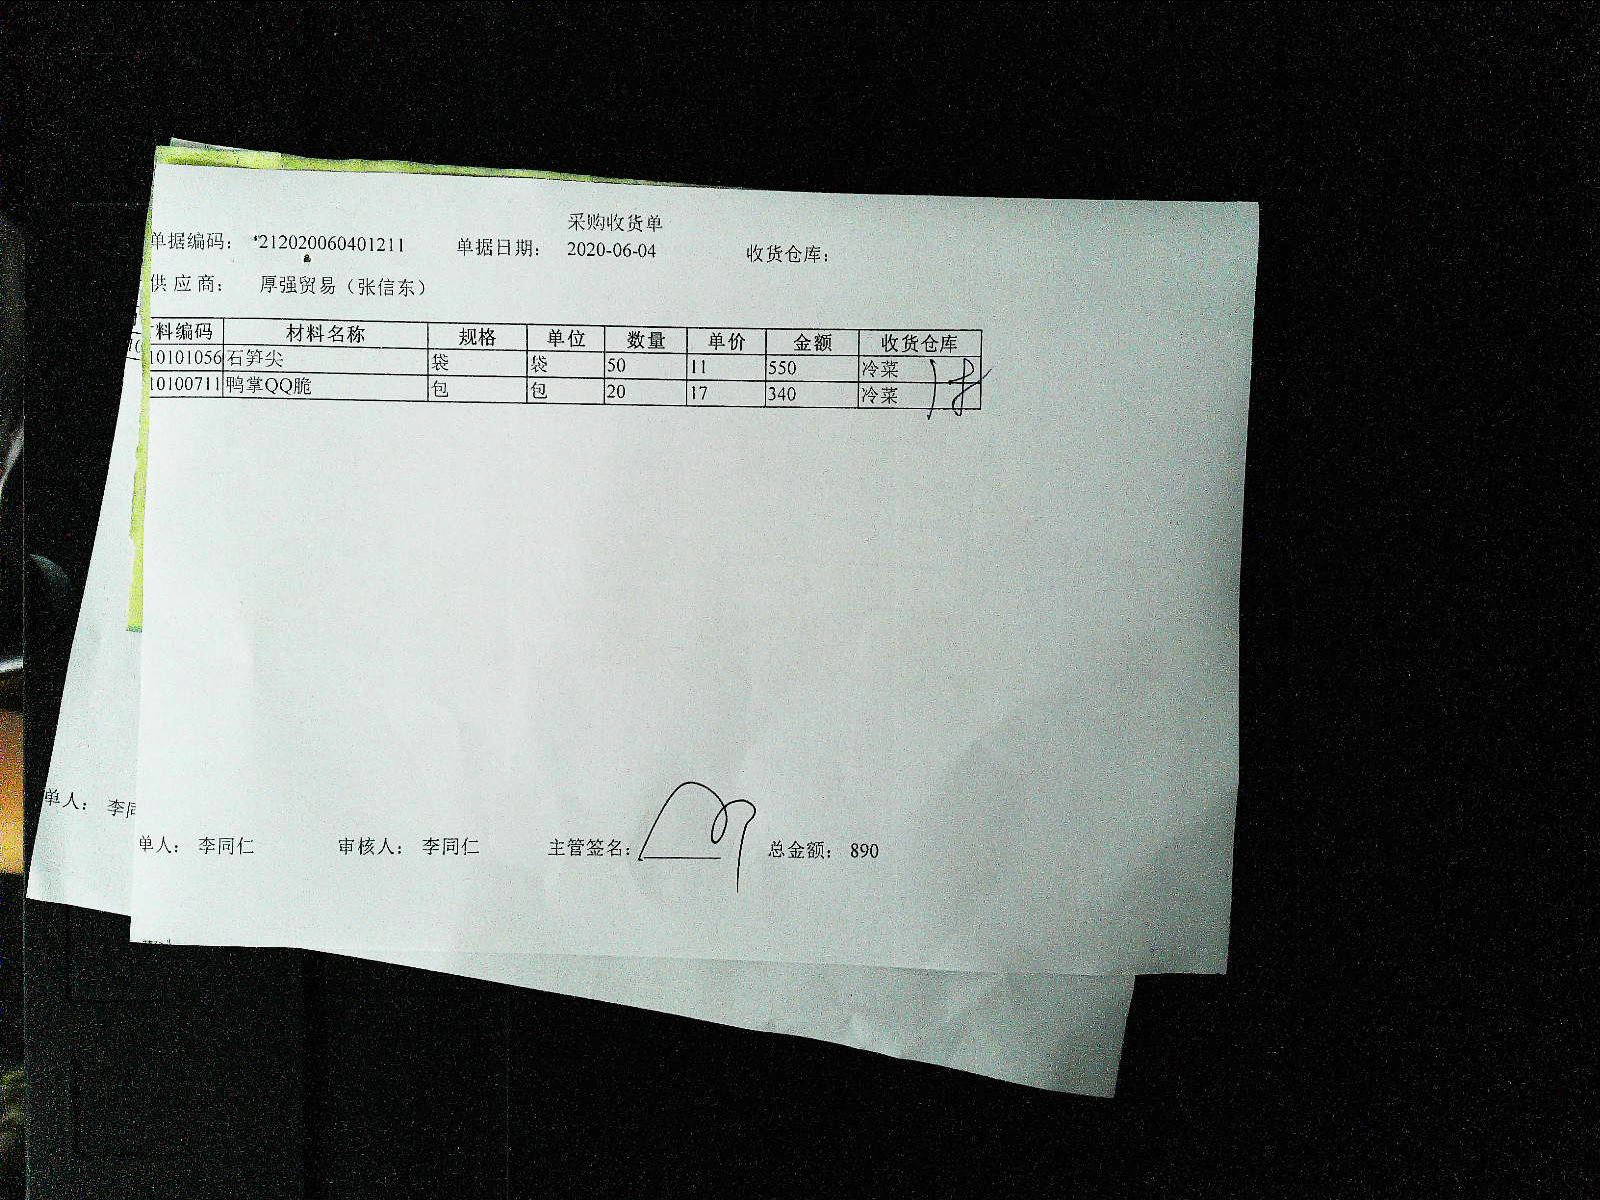 采购收货单
单据编码： 212020060401211 单据日期： 2020-06-04 收货仓库：
供应商： 厚强贸易（张信东）
料编码 材料名称 规格 单位 数量 单价 金额 收货仓库
10101056 石笋尖 袋 袋 50 11 550 冷菜
10100711 鸭掌QQ脆 包 包 20 17 340 冷菜
单人： 李同
单人： 李同仁 审核人： 李同仁 主管签名： 总金额： 890